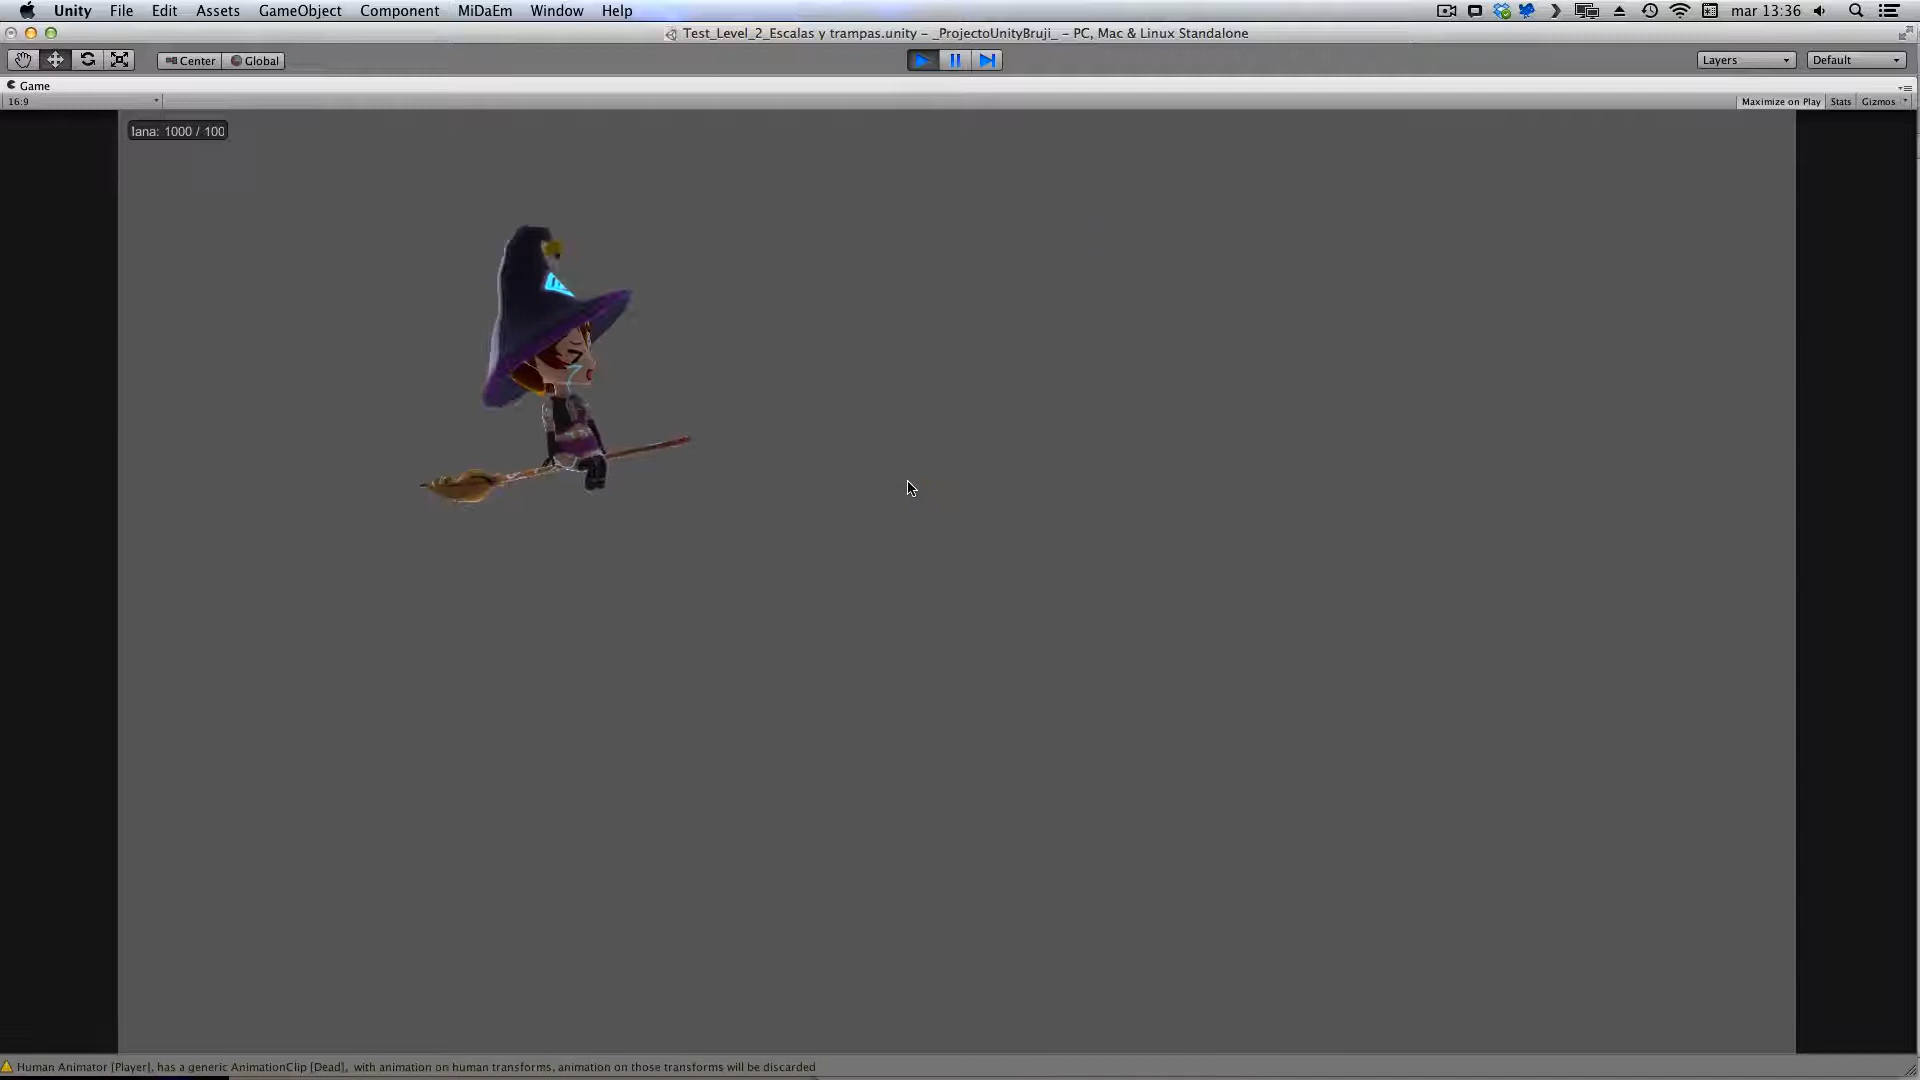 Unity File Edit Assets GameObject Component MiDaEm Window Help mar 13:36
Test_Level_2_Escalas y trampas.unity – _ProjectoUnityBruji_ – PC, Mac & Linux Standalone
Center Global Layers Default
Game
16:9 Maximize on Play Stats Gizmos
lana: 1000 / 100
Human Animator [Player], has a generic AnimationClip [Dead], with animation on human transforms, animation on those transforms will be discarded